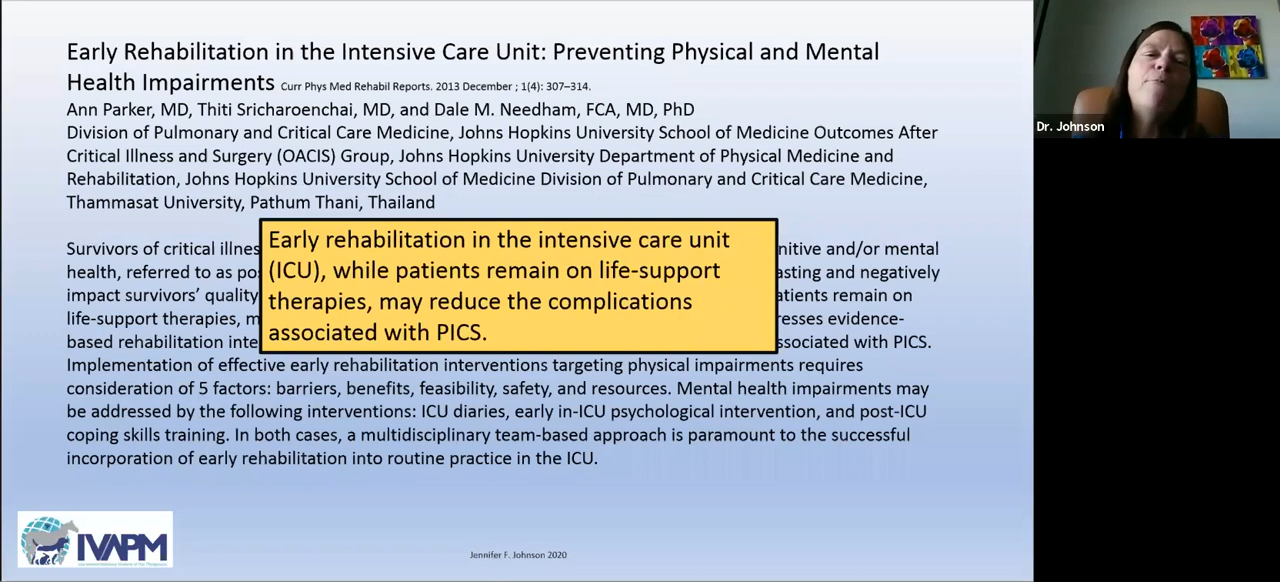 Early Rehabilitation in the Intensive Care Unit: Preventing Physical and Mental
Health Impairments Curr Phys Med Rehabil Reports. 2013 December ; 1(4): 307–314.
Ann Parker, MD, Thiti Sricharoenchai, MD, and Dale M. Needham, FCA, MD, PhD
Division of Pulmonary and Critical Care Medicine, Johns Hopkins University School of Medicine Outcomes After
Critical Illness and Surgery (OACIS) Group, Johns Hopkins University Department of Physical Medicine and
Rehabilitation, Johns Hopkins University School of Medicine Division of Pulmonary and Critical Care Medicine,
Thammasat University, Pathum Thani, Thailand
Early rehabilitation in the intensive care unit
(ICU), while patients remain on life-support
therapies, may reduce the complications
associated with PICS.
Survivors of critical illnes nitive and/or mental
health, referred to as po asting and negatively
impact survivors’ quality atients remain on
life-support therapies, m resses evidence-
based rehabilitation inte ssociated with PICS.
Implementation of effective early rehabilitation interventions targeting physical impairments requires
consideration of 5 factors: barriers, benefits, feasibility, safety, and resources. Mental health impairments may
be addressed by the following interventions: ICU diaries, early in-ICU psychological intervention, and post-ICU
coping skills training. In both cases, a multidisciplinary team-based approach is paramount to the successful
incorporation of early rehabilitation into routine practice in the ICU.
IVAPM
Jennifer F. Johnson 2020
Dr. Johnson